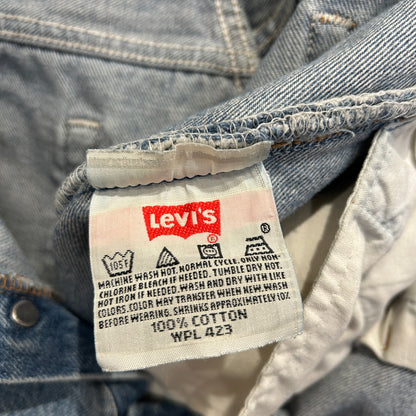 LEVI'S
®
105F
®
MACHINE WASH HOT. NORMAL CYCLE. ONLY NON-
CHLORINE BLEACH IF NEEDED. TUMBLE DRY HOT.
HOT IRON IF NEEDED. WASH AND DRY WITH LIKE
COLORS. COLOR MAY TRANSFER WHEN NEW. WASH
BEFORE WEARING. SHRINKS APPROXIMATELY 10%
100% COTTON
WPL 423